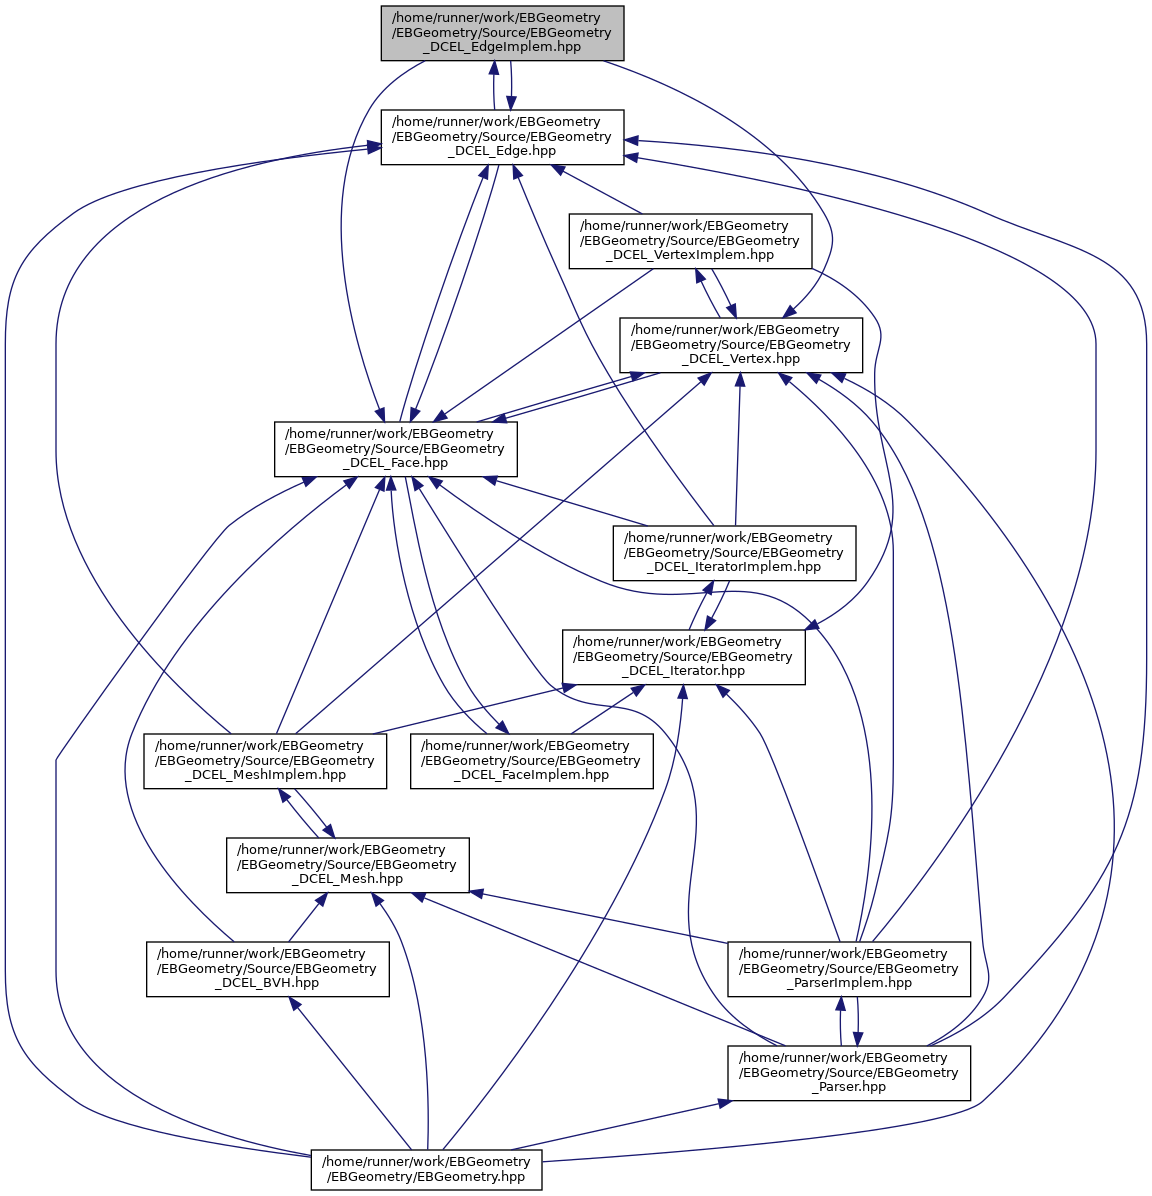 /home/runner/work/EBGeometry
/EBGeometry/Source/EBGeometry
_DCEL_EdgeImplem.hpp
/home/runner/work/EBGeometry
/EBGeometry/Source/EBGeometry
_DCEL_Edge.hpp
/home/runner/work/EBGeometry
/EBGeometry/Source/EBGeometry
_DCEL_VertexImplem.hpp
/home/runner/work/EBGeometry
/EBGeometry/Source/EBGeometry
_DCEL_Vertex.hpp
/home/runner/work/EBGeometry
/EBGeometry/Source/EBGeometry
_DCEL_Face.hpp
/home/runner/work/EBGeometry
/EBGeometry/Source/EBGeometry
_DCEL_IteratorImplem.hpp
/home/runner/work/EBGeometry
/EBGeometry/Source/EBGeometry
_DCEL_Iterator.hpp
/home/runner/work/EBGeometry
/EBGeometry/Source/EBGeometry
_DCEL_MeshImplem.hpp
/home/runner/work/EBGeometry
/EBGeometry/Source/EBGeometry
_DCEL_FaceImplem.hpp
/home/runner/work/EBGeometry
/EBGeometry/Source/EBGeometry
_DCEL_Mesh.hpp
/home/runner/work/EBGeometry
/EBGeometry/Source/EBGeometry
_DCEL_BVH.hpp
/home/runner/work/EBGeometry
/EBGeometry/Source/EBGeometry
_ParserImplem.hpp
/home/runner/work/EBGeometry
/EBGeometry/Source/EBGeometry
_Parser.hpp
/home/runner/work/EBGeometry
/EBGeometry/EBGeometry.hpp